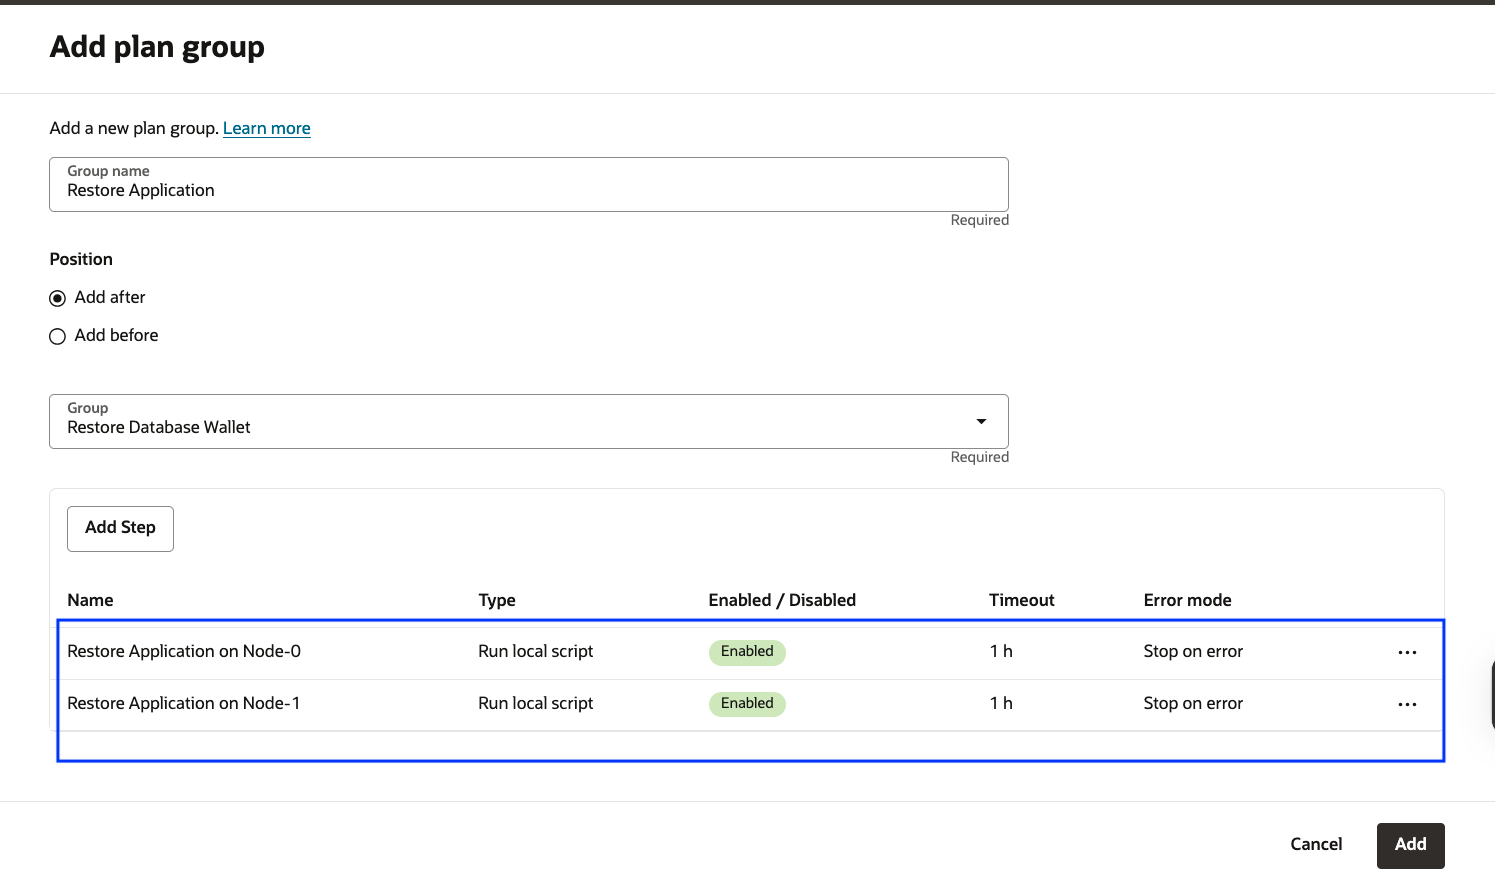 Add plan group
Add a new plan group. Learn more
Group name
Restore Application
Required
Position
Add after
Add before
Group
Restore Database Wallet
Required
Add Step
Name Type Enabled / Disabled Timeout Error mode
Restore Application on Node-0 Run local script Enabled 1 h Stop on error
Restore Application on Node-1 Run local script Enabled 1 h Stop on error
Cancel Add